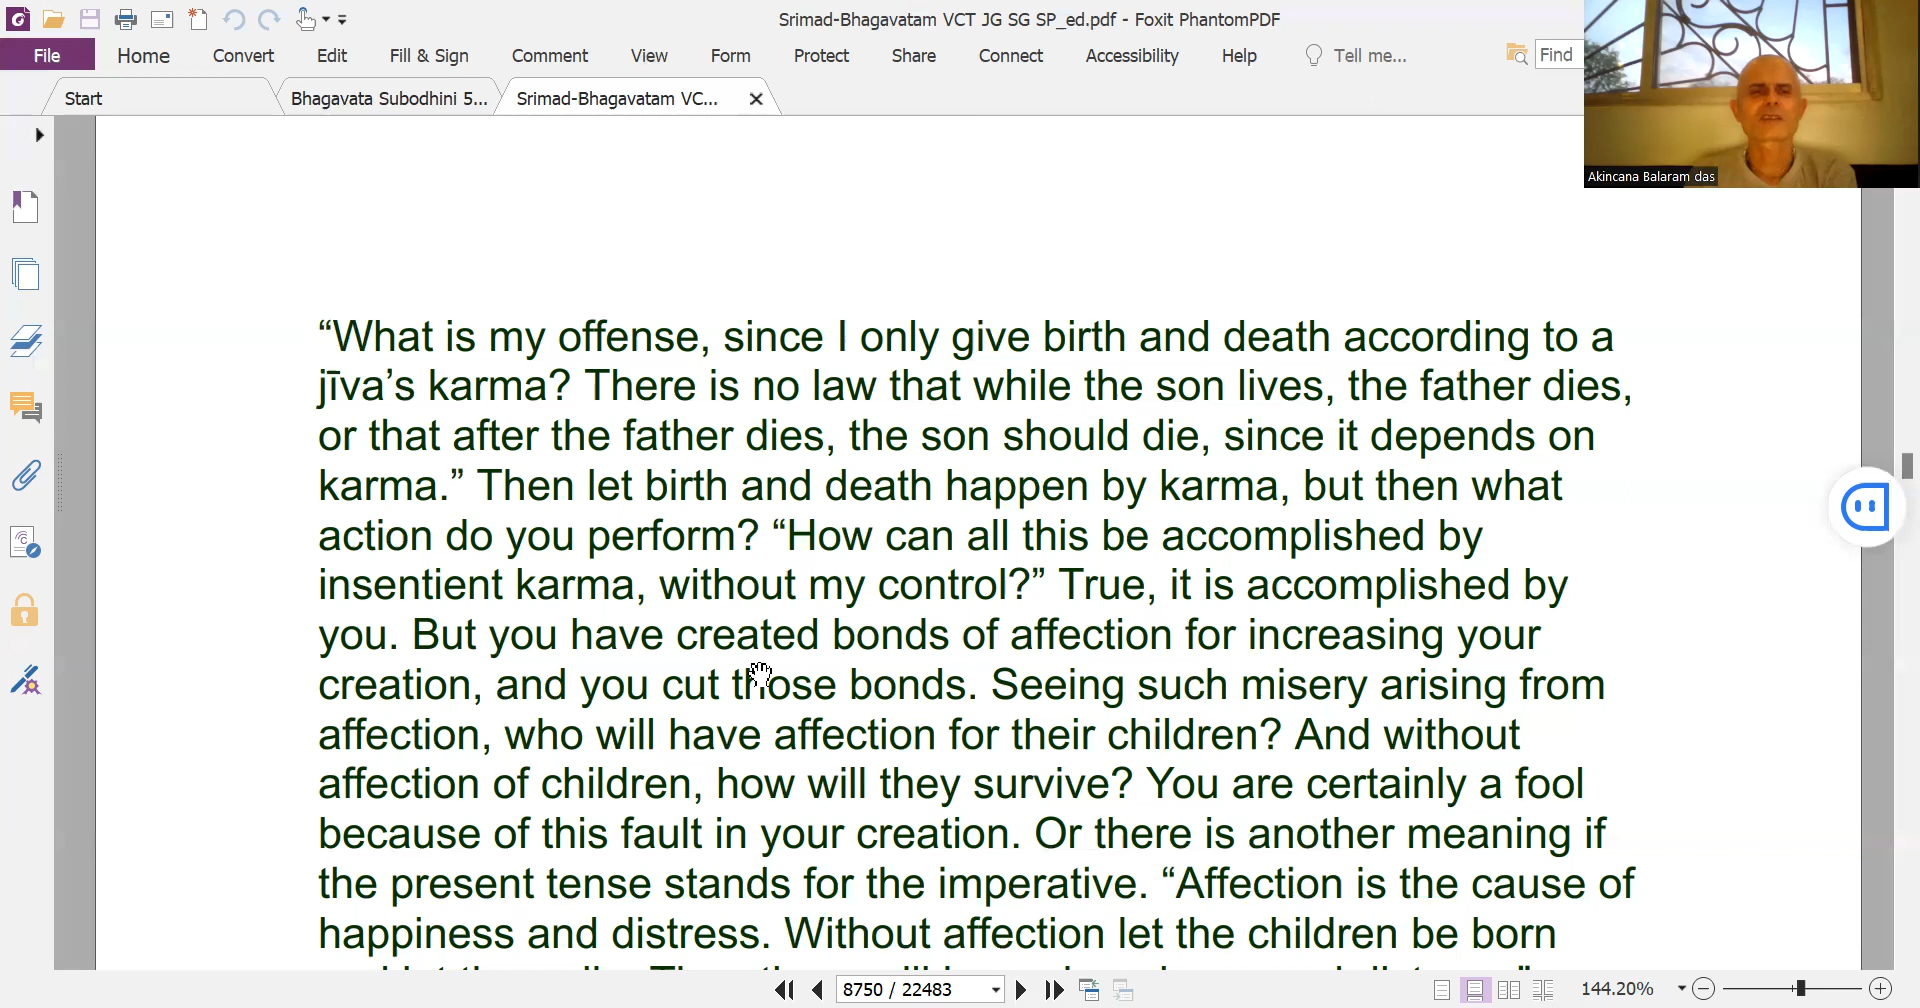 Srimad-Bhagavatam VCT JG SG SP_ed.pdf - Foxit PhantomPDF
File Home Convert Edit Fill & Sign Comment View Form Protect Share Connect Accessibility Help Tell me... Find
Start Bhagavata Subodhini 5... Srimad-Bhagavatam VC...
Akincana Balaram das
“What is my offense, since I only give birth and death according to a
jīva’s karma? There is no law that while the son lives, the father dies,
or that after the father dies, the son should die, since it depends on
karma.” Then let birth and death happen by karma, but then what
action do you perform? “How can all this be accomplished by
insentient karma, without my control?” True, it is accomplished by
you. But you have created bonds of affection for increasing your
creation, and you cut those bonds. Seeing such misery arising from
affection, who will have affection for their children? And without
affection of children, how will they survive? You are certainly a fool
because of this fault in your creation. Or there is another meaning if
the present tense stands for the imperative. “Affection is the cause of
happiness and distress. Without affection let the children be born
8750 / 22483
144.20%